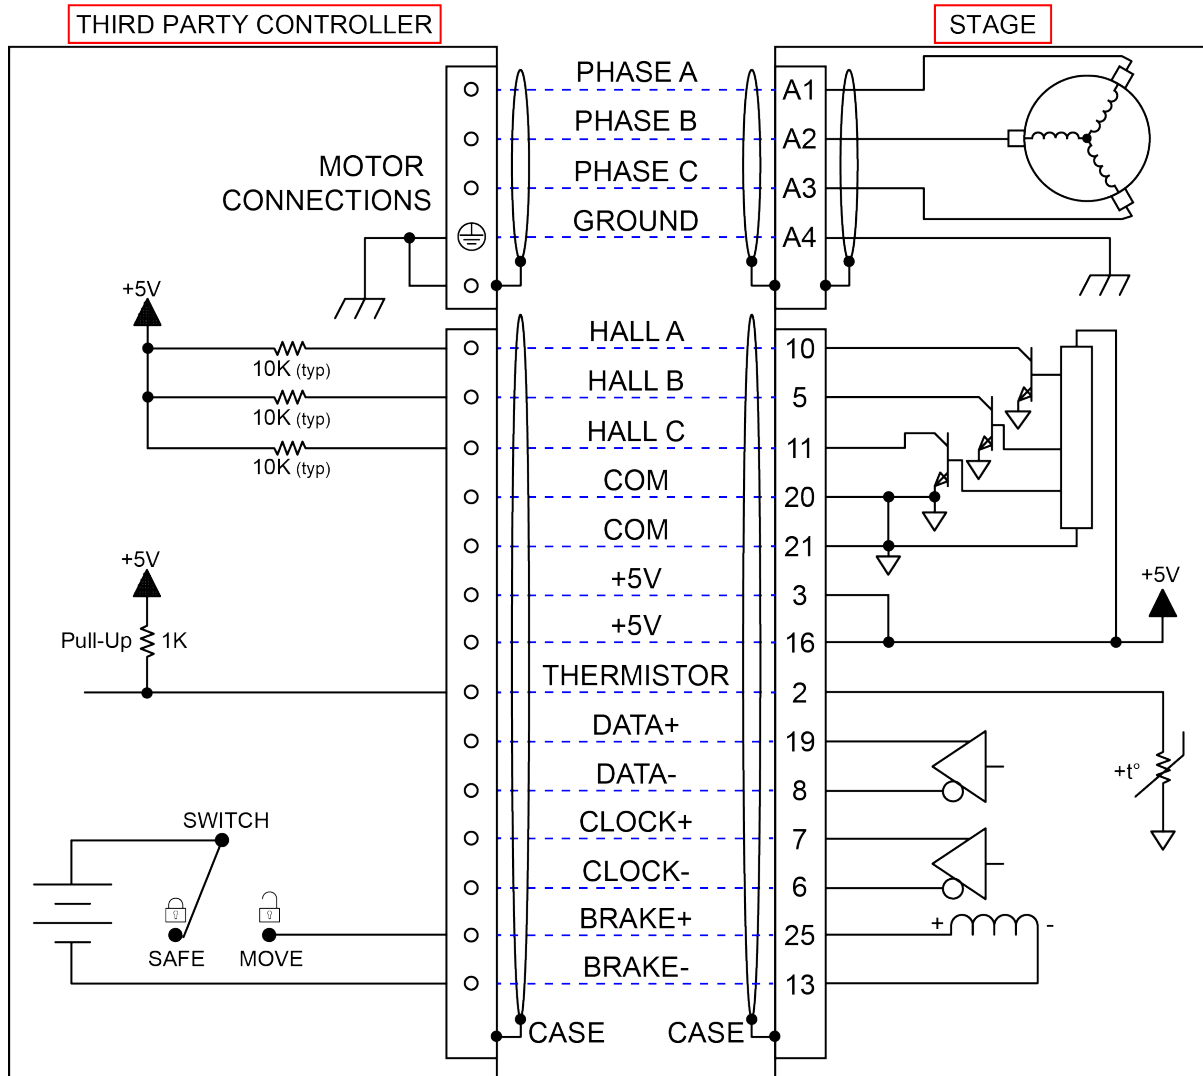 THIRD PARTY CONTROLLER
STAGE
PHASE A
A1
PHASE B
A2
MOTOR
CONNECTIONS
PHASE C
A3
GROUND
A4
+5V
HALL A
10
10K (typ)
HALL B
5
10K (typ)
HALL C
11
10K (typ)
COM
20
COM
21
+5V
+5V
3
+5V
+5V
16
Pull-Up
1K
THERMISTOR
2
DATA+
19
+t°
DATA-
8
SWITCH
CLOCK+
7
CLOCK-
6
BRAKE+
25
+
-
SAFE
MOVE
BRAKE-
13
CASE
CASE